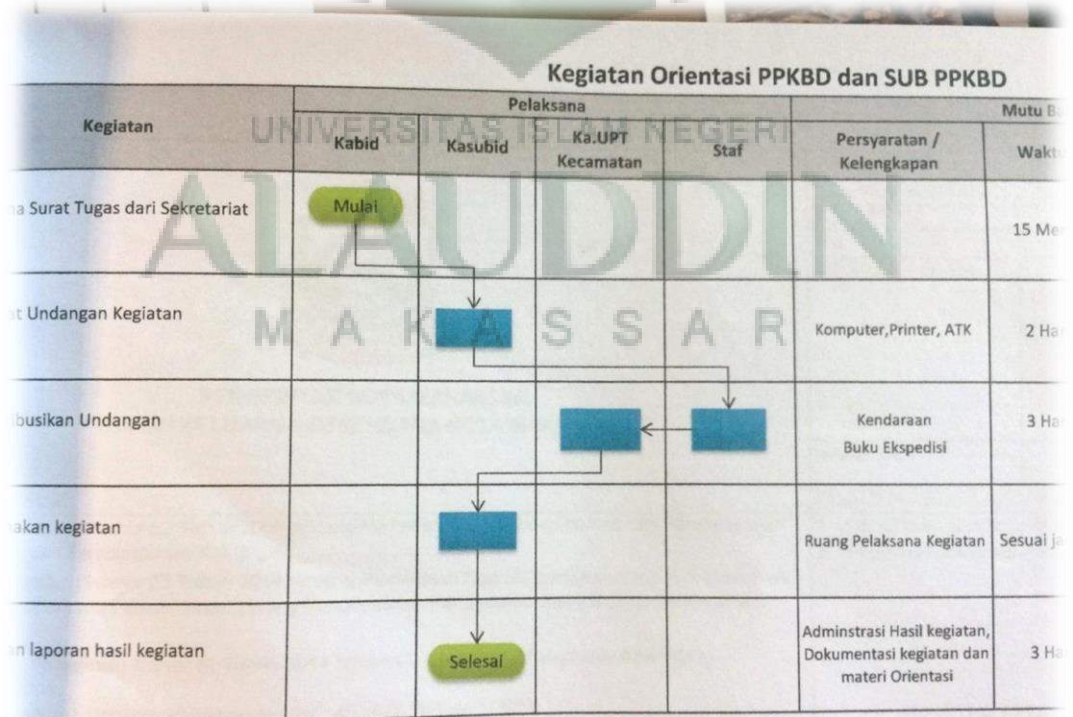 Kegiatan Orientasi PPKBD dan SUB PPKBD
Kegiatan
Pelaksana
Mutu
Kabid
Kasubid
Ka.UPT
Kecamatan
Staf
Persyaratan /
Kelengkapan
UNIVERSITAS ISLAM NEGERI
ALAUDDIN
MAKASSAR
Surat Tugas dari Sekretariat
Mulai
15
Undangan Kegiatan
Komputer,Printer, ATK
2
Undangan
Kendaraan
Buku Ekspedisi
3
kegiatan
Ruang Pelaksana Kegiatan
Sesuai
laporan hasil kegiatan
Selesai
Adminstrasi Hasil kegiatan,
Dokumentasi kegiatan dan
materi Orientasi
3